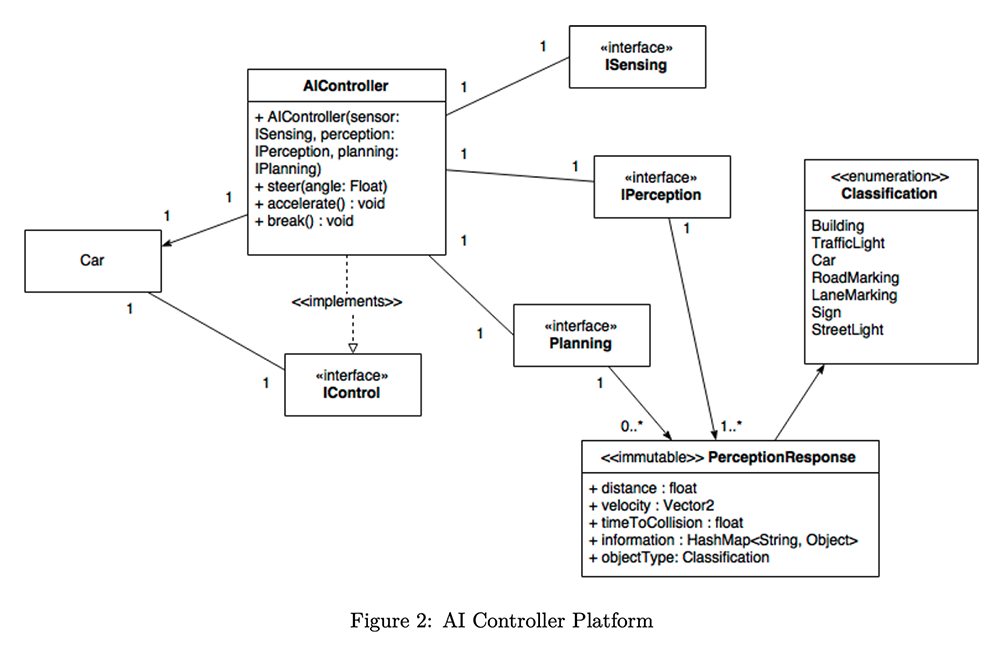 1
«interface»
ISensing
AIController
1
+ AIController(sensor:
ISensing, perception:
IPerception, planning:
IPlanning)
+ steer(angle: Float)
+ accelerate() : void
+ break() : void
1
1
«interface»
IPerception
1
<<enumeration>>
Classification
Building
TrafficLight
Car
RoadMarking
LaneMarking
Sign
StreetLight
1
1
Car
1
<<implements>>
1
1
«interface»
Planning
1
«interface»
IControl
1
1
0..*
1..*
<<immutable>> PerceptionResponse
+ distance : float
+ velocity : Vector2
+ timeToCollision : float
+ information : HashMap<String, Object>
+ objectType: Classification
Figure 2: AI Controller Platform